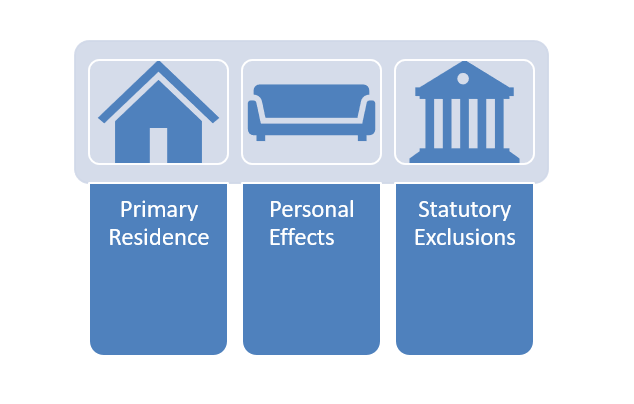 Primary
Residence
Personal
Effects
Statutory
Exclusions